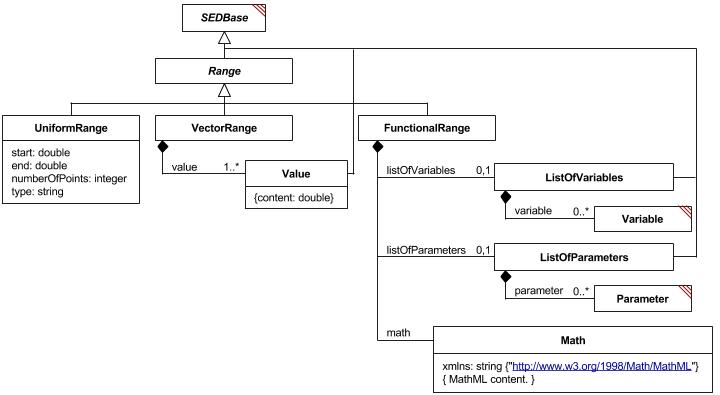 SEDBase
Range
UniformRange
start: double
end: double
numberOfPoints: integer
type: string
VectorRange
value 1..*
Value
{content: double}
FunctionalRange
listOfVariables 0,1
ListOfVariables
variable 0..*
Variable
listOfParameters 0,1
ListOfParameters
parameter 0..*
Parameter
math
Math
xmlns: string {"http://www.w3.org/1998/Math/MathML"}
{ MathML content. }